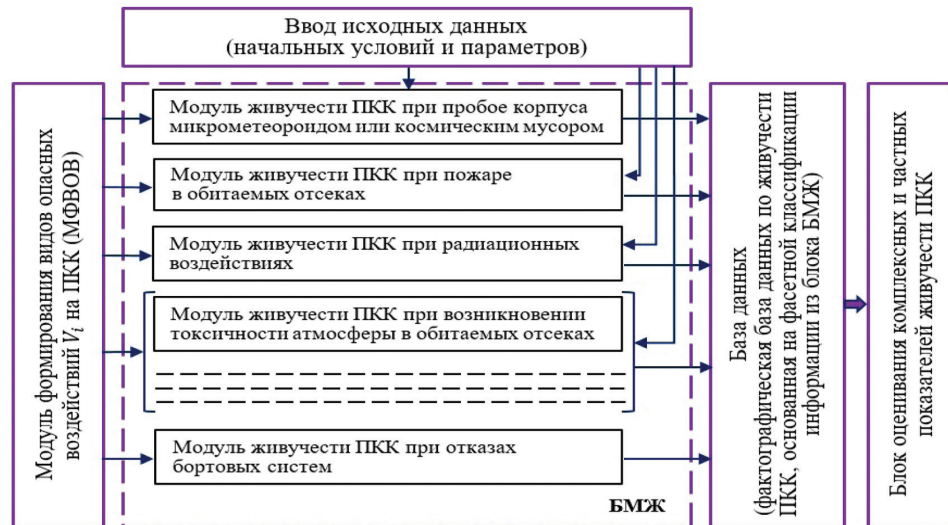 Ввод исходных данных
(начальных условий и параметров)
Модуль формирования видов опасных
воздействий V_i на ПКК (МФВОВ)
Модуль живучести ПКК при пробое корпуса
микрометеороидом или космическим мусором
Модуль живучести ПКК при пожаре
в обитаемых отсеках
Модуль живучести ПКК при радиационных
воздействиях
Модуль живучести ПКК при возникновении
токсичности атмосферы в обитаемых отсеках
Модуль живучести ПКК при отказах
бортовых систем
БМЖ
База данных
(фактографическая база данных по живучести
ПКК, основанная на фасетной классификации
информации из блока БМЖ)
Блок оценивания комплексных и частных
показателей живучести ПКК